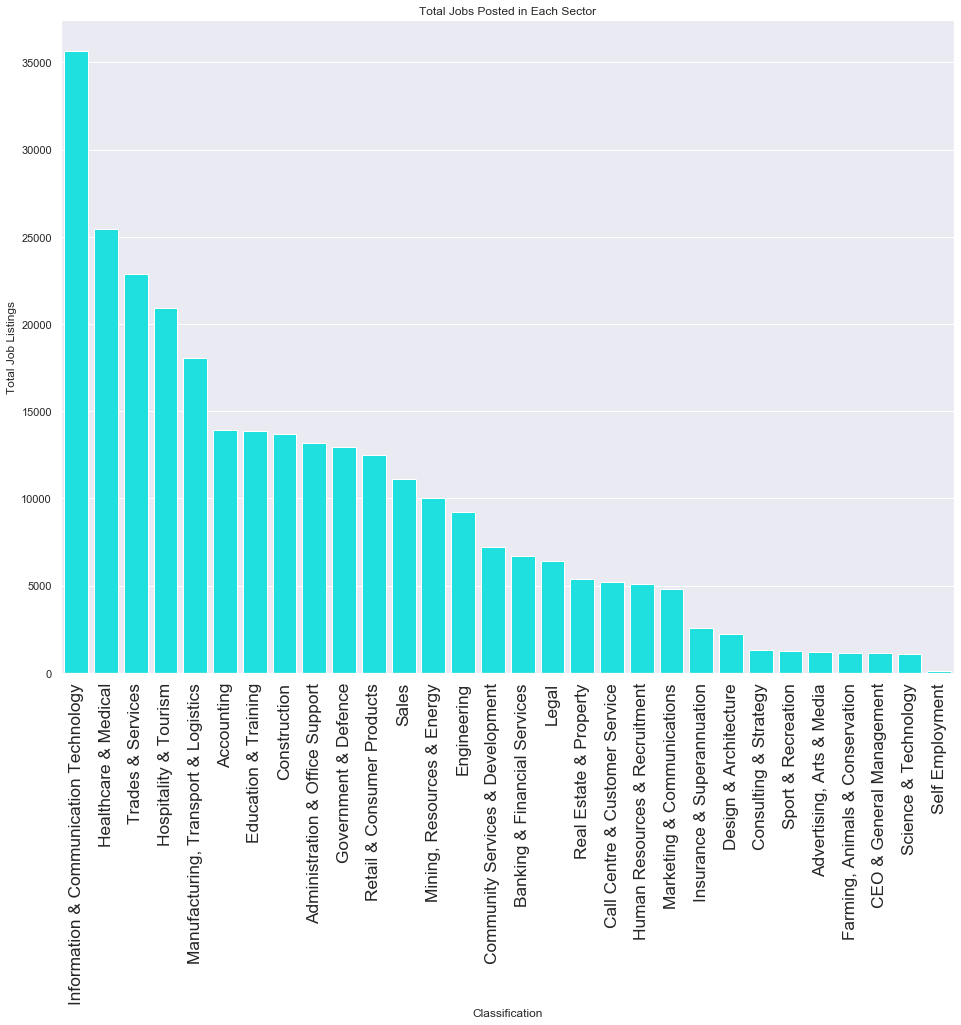 Total Jobs Posted in Each Sector
Total Job Listings
35000
30000
25000
20000
15000
10000
5000
0
Information & Communication Technology
Healthcare & Medical
Trades & Services
Hospitality & Tourism
Manufacturing, Transport & Logistics
Accounting
Education & Training
Construction
Administration & Office Support
Government & Defence
Retail & Consumer Products
Sales
Mining, Resources & Energy
Engineering
Community Services & Development
Banking & Financial Services
Legal
Real Estate & Property
Call Centre & Customer Service
Human Resources & Recruitment
Marketing & Communications
Insurance & Superannuation
Design & Architecture
Consulting & Strategy
Sport & Recreation
Advertising, Arts & Media
Farming, Animals & Conservation
CEO & General Management
Science & Technology
Self Employment
Classification